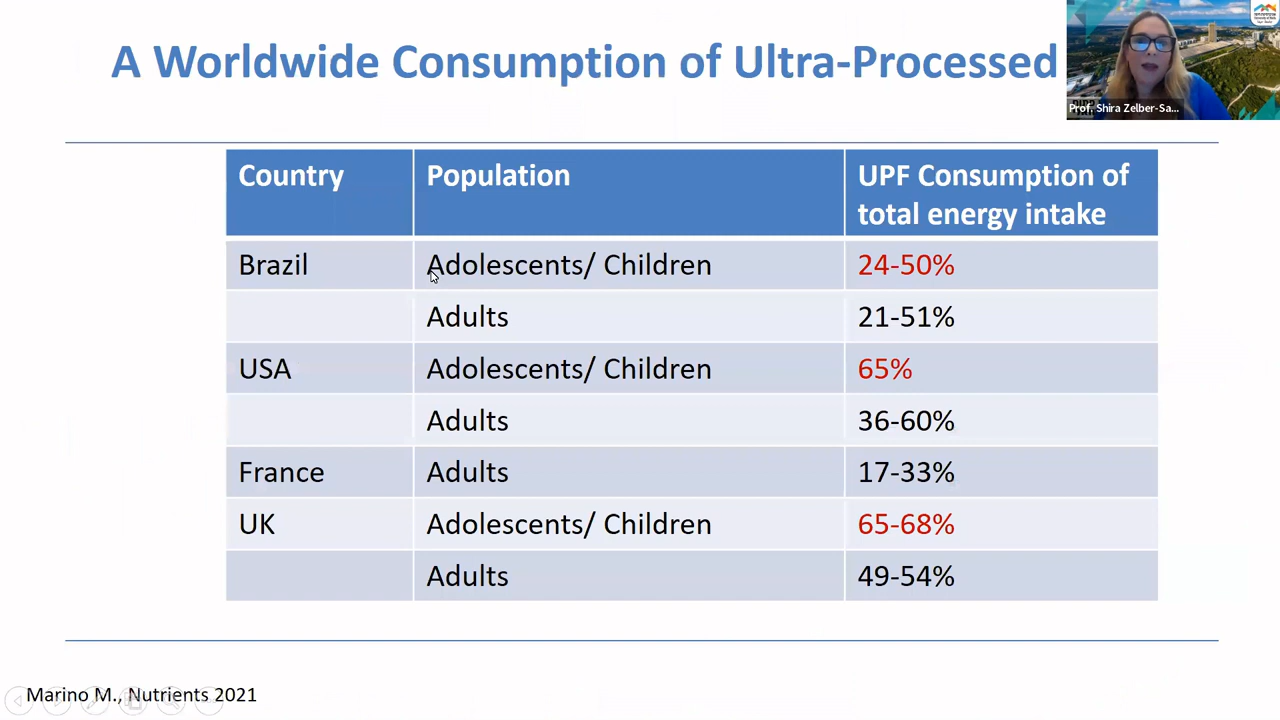 A Worldwide Consumption of Ultra-Processed
Prof. Shira Zelber-Sa...
Country Population UPF Consumption of
total energy intake
Brazil Adolescents/ Children 24-50%
Adults 21-51%
USA Adolescents/ Children 65%
Adults 36-60%
France Adults 17-33%
UK Adolescents/ Children 65-68%
Adults 49-54%
Marino M., Nutrients 2021